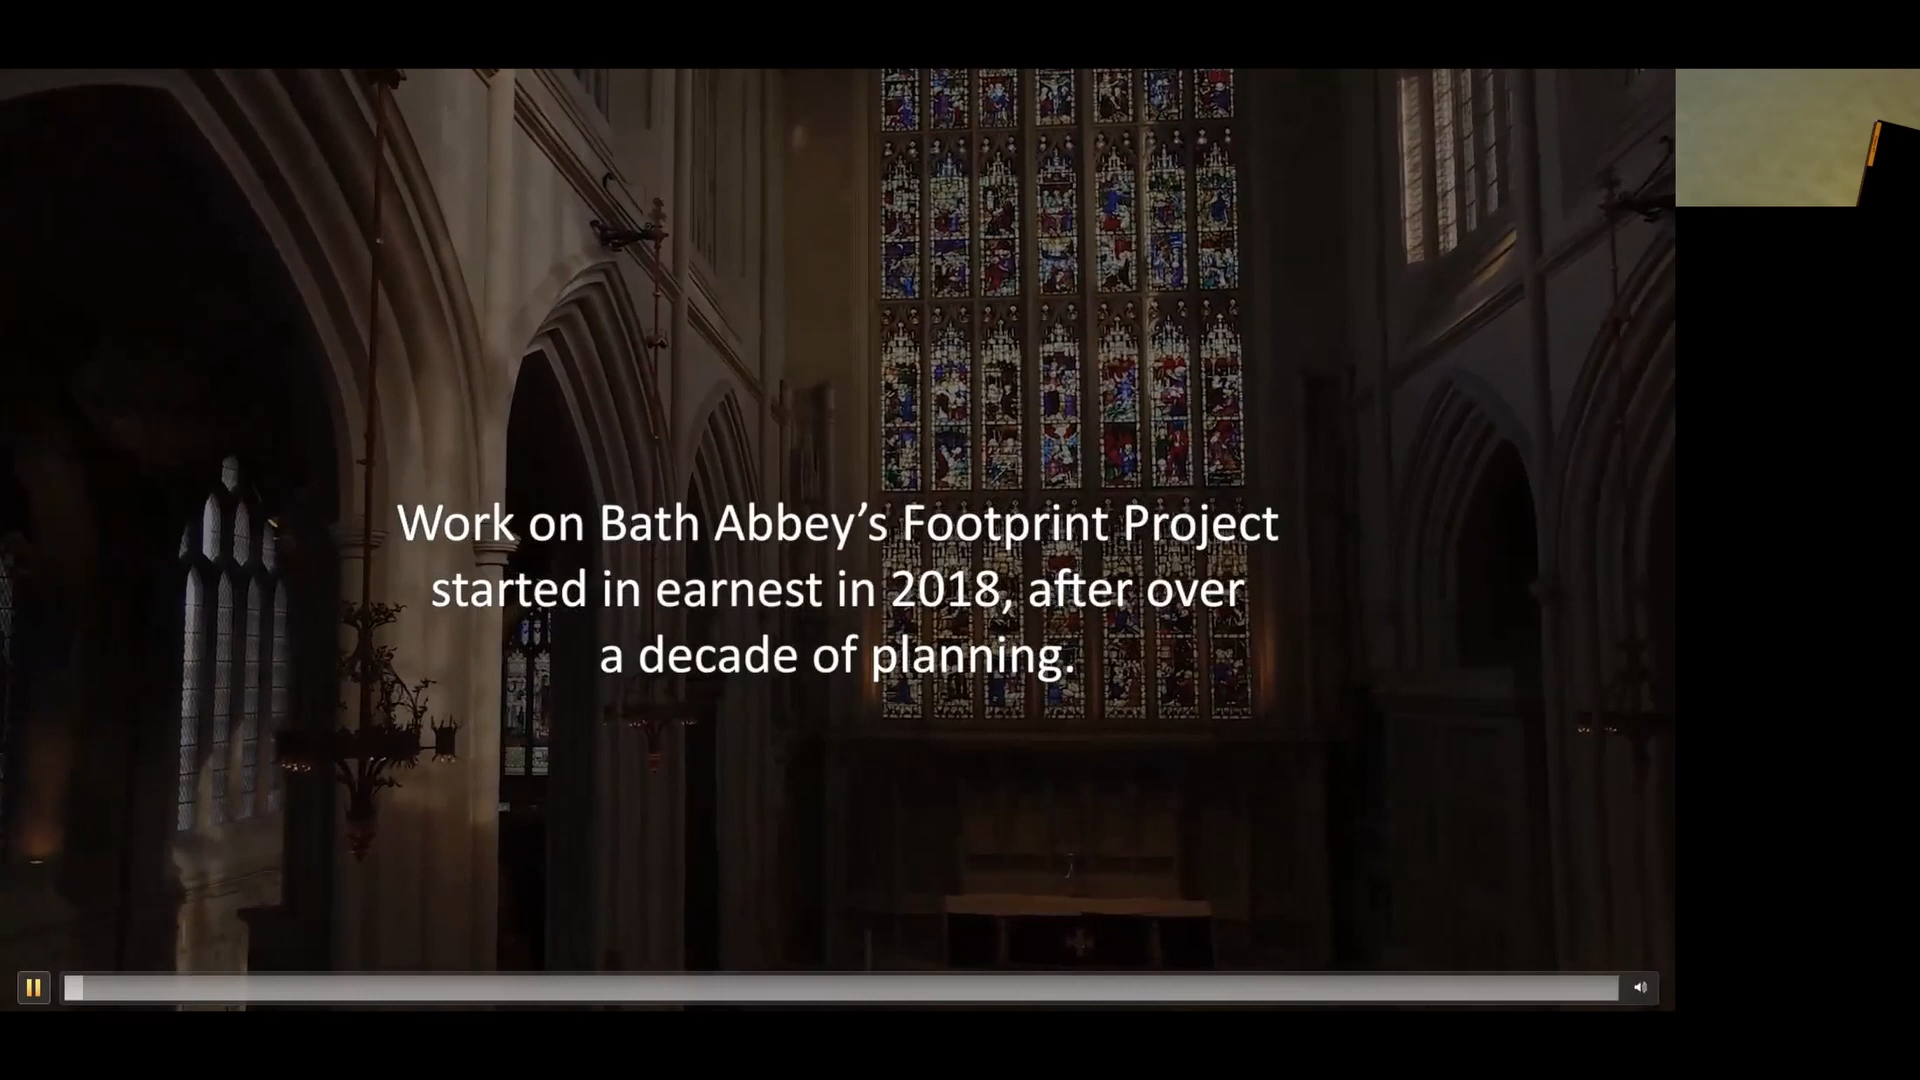 Work on Bath Abbey’s Footprint Project
started in earnest in 2018, after over
a decade of planning.